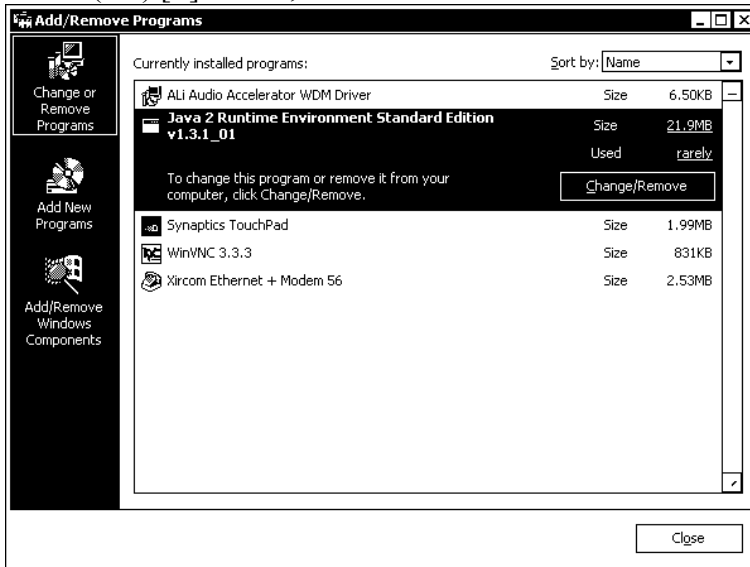 Add/Remove Programs
Change or
Remove
Programs
Add New
Programs
Add/Remove
Windows
Components
Currently installed programs:
Sort by: Name
ALi Audio Accelerator WDM Driver Size 6.50KB
Java 2 Runtime Environment Standard Edition
v1.3.1_01
Size 21.9MB
Used rarely
To change this program or remove it from your
computer, click Change/Remove.
Change/Remove
Synaptics TouchPad Size 1.99MB
WinVNC 3.3.3 Size 831KB
Xircom Ethernet + Modem 56 Size 2.53MB
Close